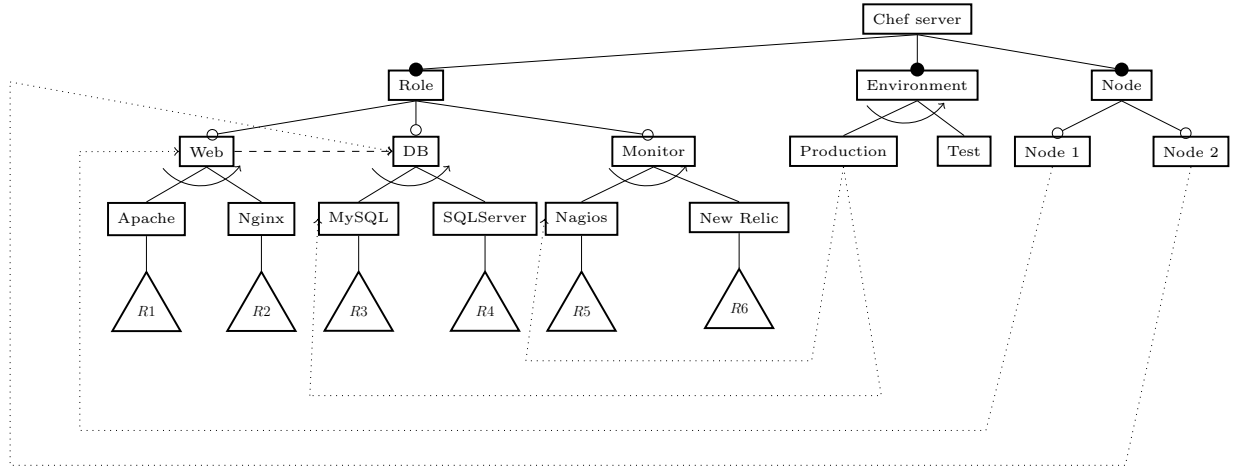 Chef server
Role
Environment
Node
Web
DB
Monitor
Production
Test
Node 1
Node 2
Apache
Nginx
MySQL
SQLServer
Nagios
New Relic
R1
R2
R3
R4
R5
R6